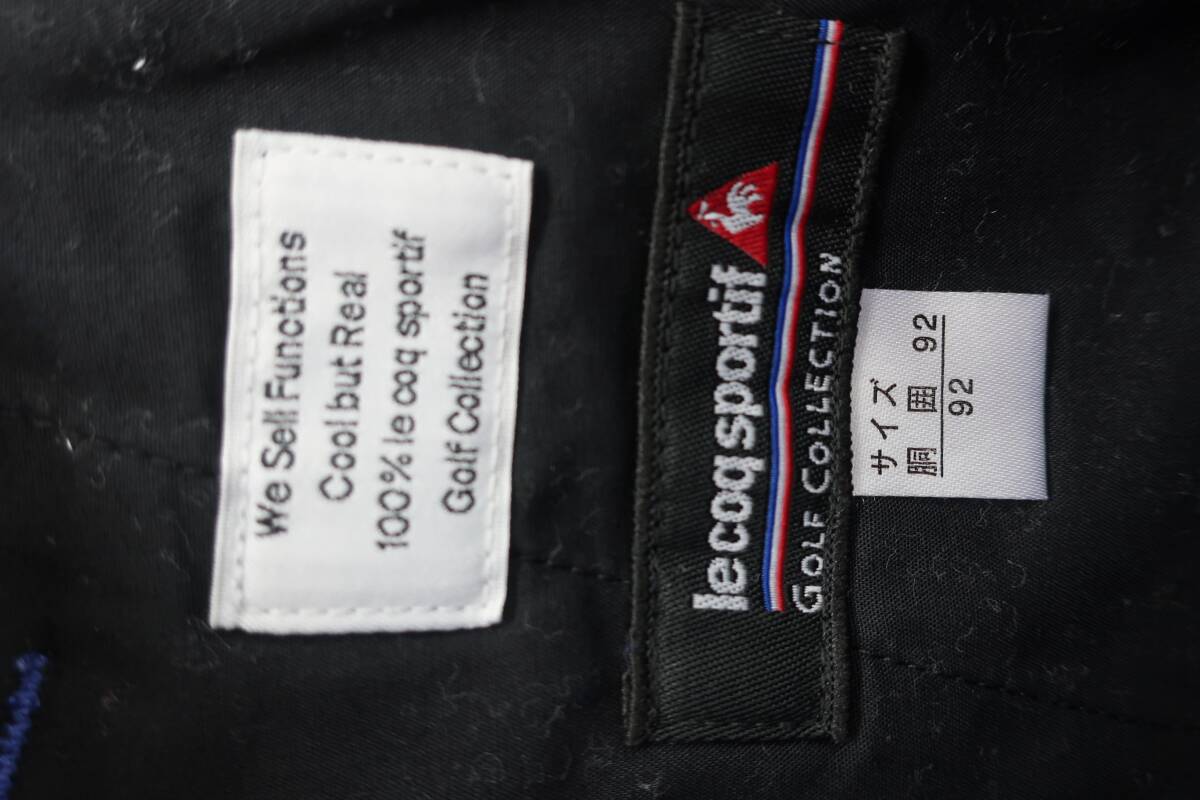 We Sell Functions
Cool but Real
100% le coq sportif
Golf Collection
le coq sportif
GOLF COLLECTION
サイズ
胴囲 92
92